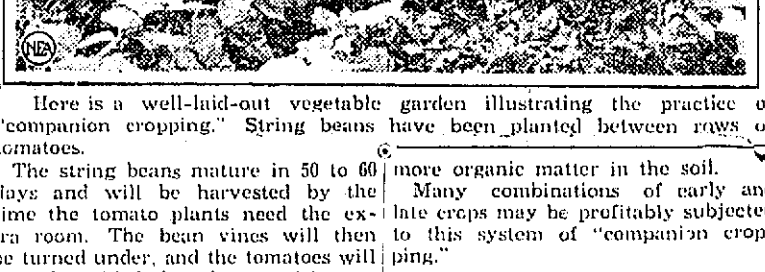 NEA
Here is a well-laid-out vegetable garden illustrating the practice o
"companion cropping." String beans have been planted between rows o
tomatoes.
The string beans mature in 50 to 60
days and will be harvested by the
time the tomato plants need the ex-
tra room. The bean vines will then
be turned under, and the tomatoes will
more organic matter in the soil.
Many combinations of early an
late crops may be profitably subjecte
to this system of "companion crop
ping."